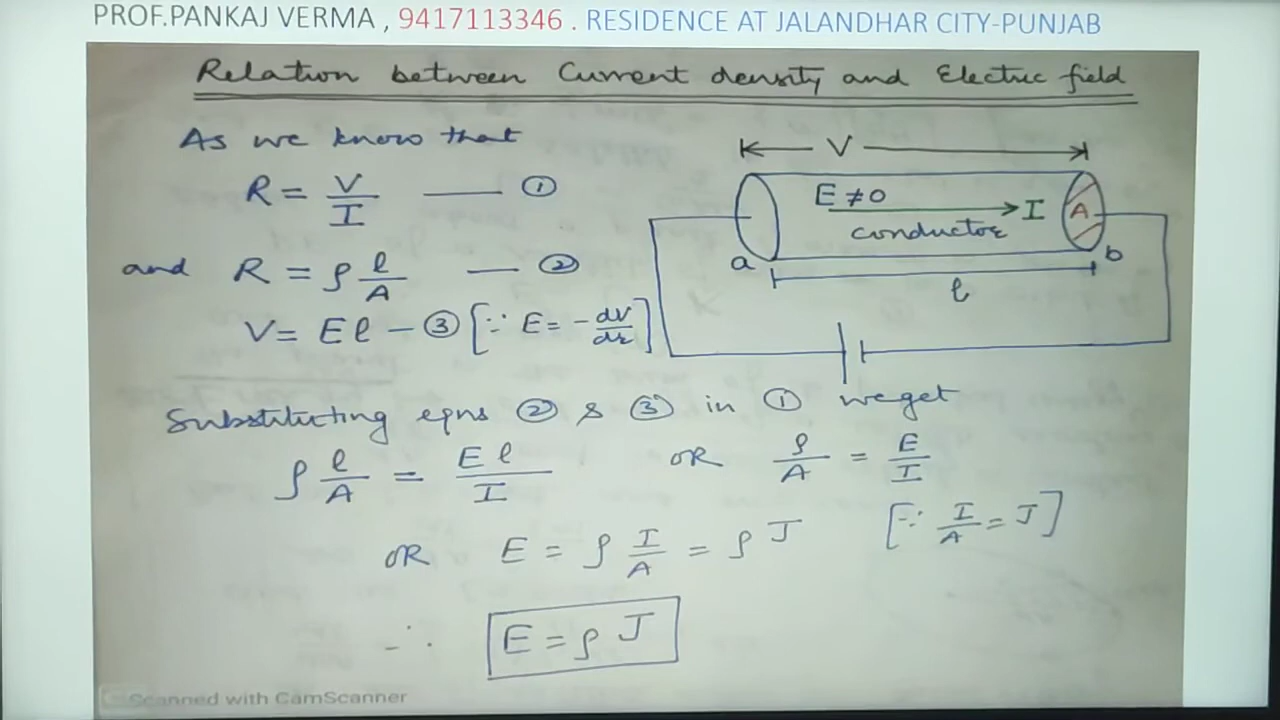 PROF.PANKAJ VERMA , 9417113346 . RESIDENCE AT JALANDHAR CITY-PUNJAB
Relation between Current density and Electric field
As we know that
R = V/I —— ①
and R = ρ l/A — ②
V = El – ③ [∵ E = – dV/dr]
V
E ≠ 0
I
A
conductor
a
b
l
Substituting eqns ② & ③ in ① we get
ρ l/A = El/I OR ρ/A = E/I
OR E = ρ I/A = ρ J [∵ I/A = J]
∴ E = ρ J
Scanned with CamScanner